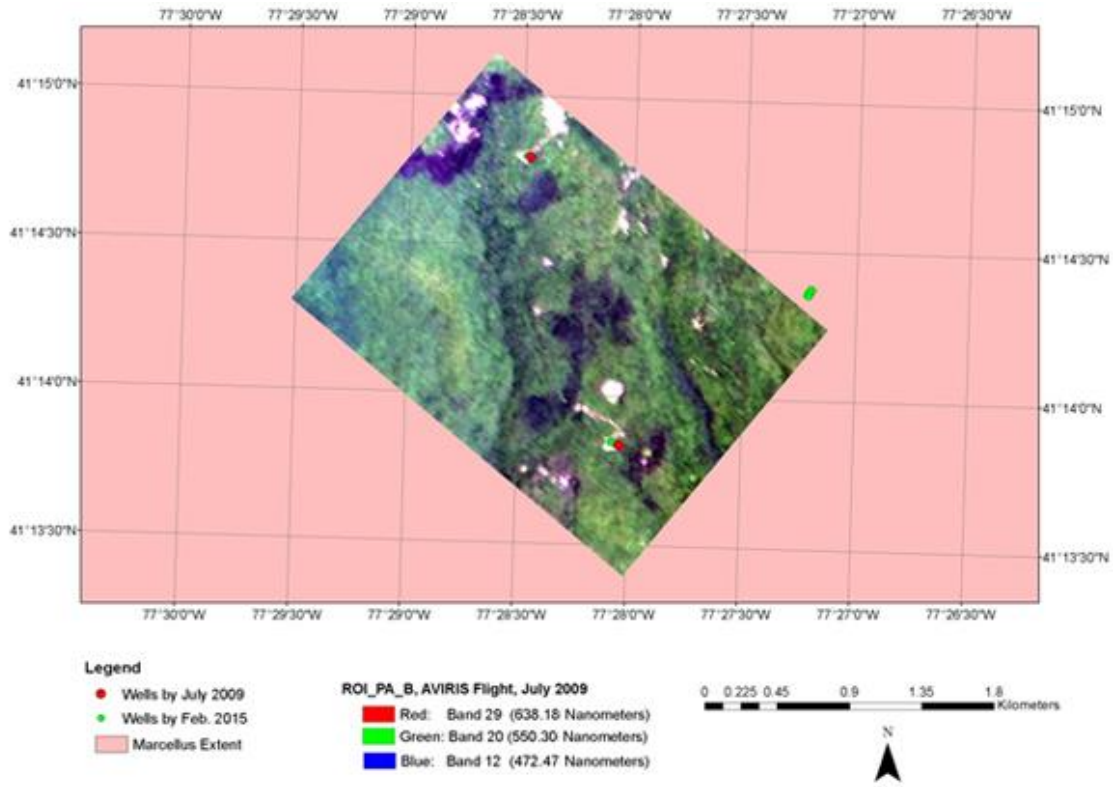 77°30'0"W 77°29'0"W 77°28'30"W 77°28'0"W 77°27'30"W 77°27'0"W 77°26'30"W
41°15'0"N
41°15'0"N
41°14'30"N
41°14'30"N
41°14'0"N
41°14'0"N
41°13'30"N
41°13'30"N
77°30'0"W 77°29'30"W 77°29'0"W 77°28'30"W 77°28'0"W 77°27'30"W 77°27'0"W 77°26'30"W
Legend
Wells by July 2009
Wells by Feb. 2015
Marcellus Extent
ROI_PA_B, AVIRIS Flight, July 2009
Red: Band 29 (638.18 Nanometers)
Green: Band 20 (550.30 Nanometers)
Blue: Band 12 (472.47 Nanometers)
0 0.225 0.45 0.9 1.35 1.8
Kilometers
N